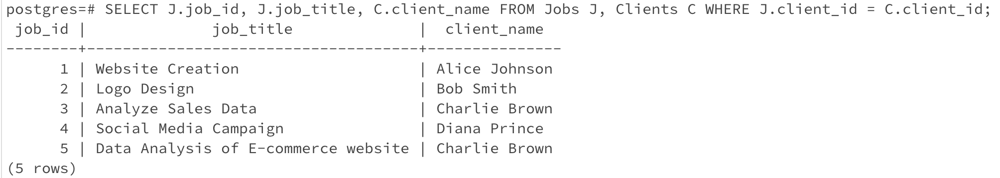 postgres=# SELECT J.job_id, J.job_title, C.client_name FROM Jobs J, Clients C WHERE J.client_id = C.client_id;
 job_id |              job_title              |  client_name
--------+-------------------------------------+---------------
      1 | Website Creation                    | Alice Johnson
      2 | Logo Design                         | Bob Smith
      3 | Analyze Sales Data                  | Charlie Brown
      4 | Social Media Campaign               | Diana Prince
      5 | Data Analysis of E-commerce website | Charlie Brown
(5 rows)